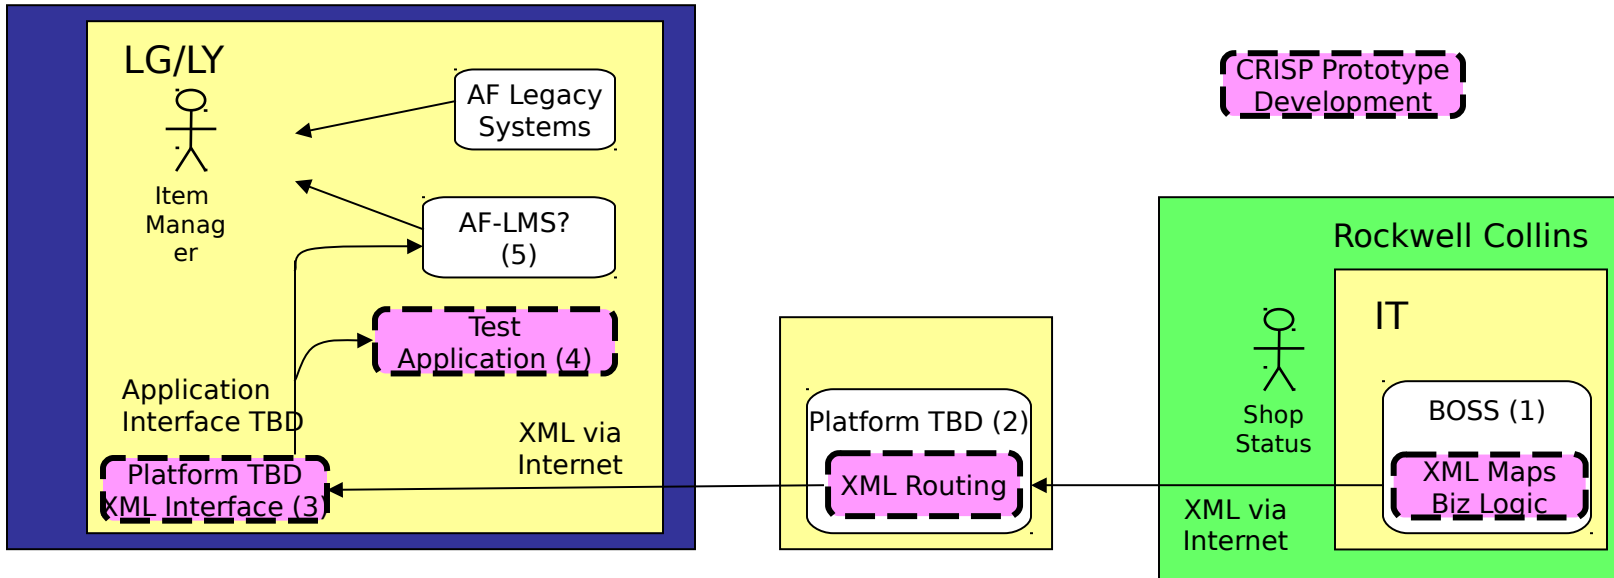 LG/LY
Item
Manag
er
AF Legacy
Systems
AF-LMS?
(5)
Test
Application (4)
Application
Interface TBD
Platform TBD
XML Interface (3)
XML via
Internet
Platform TBD (2)
XML Routing
CRISP Prototype
Development
Rockwell Collins
IT
Shop
Status
BOSS (1)
XML Maps
Biz Logic
XML via
Internet